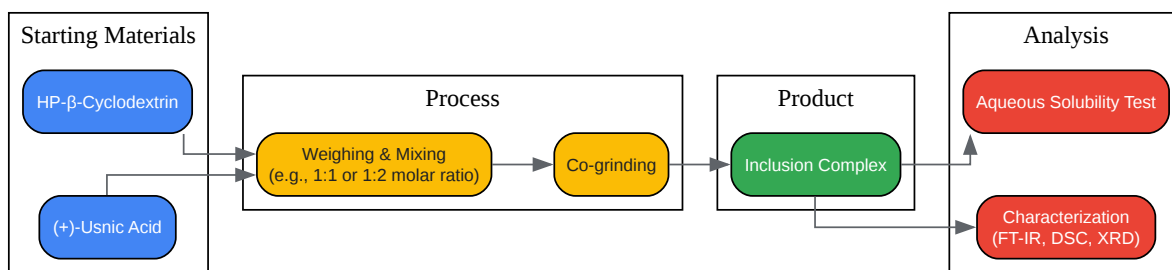 Starting Materials
HP-β-Cyclodextrin
(+)-Usnic Acid
Process
Weighing & Mixing
(e.g., 1:1 or 1:2 molar ratio)
Co-grinding
Product
Inclusion Complex
Analysis
Aqueous Solubility Test
Characterization
(FT-IR, DSC, XRD)